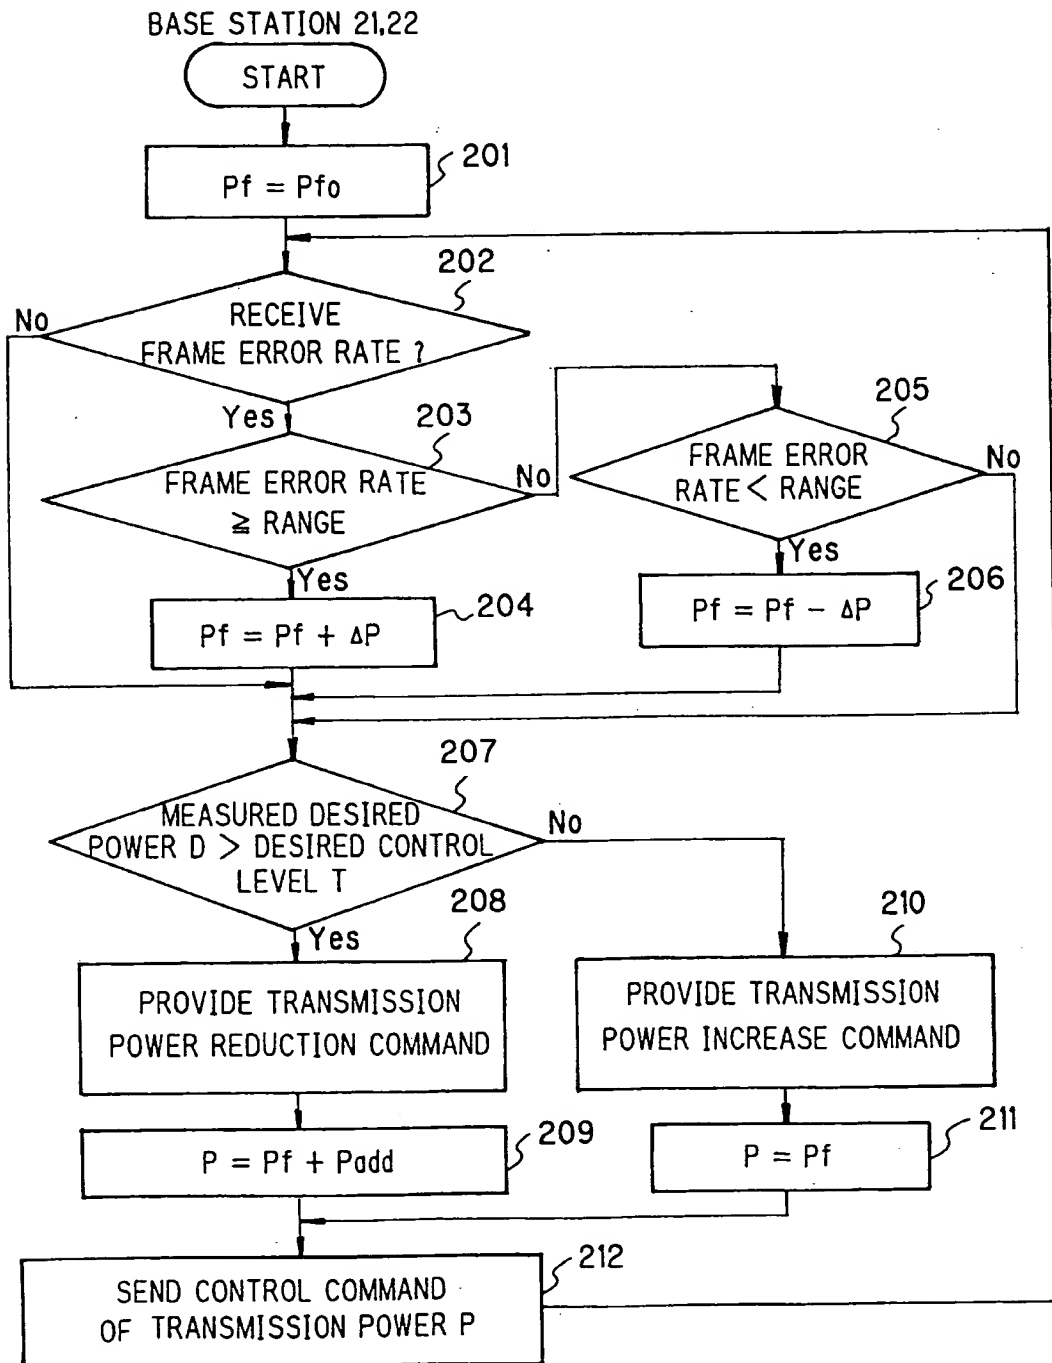 BASE STATION 21,22
START
201
Pf = Pfo
202
RECEIVE
FRAME ERROR RATE ?
No
Yes
203
FRAME ERROR RATE
≧ RANGE
No
Yes
204
Pf = Pf + ΔP
205
FRAME ERROR
RATE < RANGE
No
Yes
206
Pf = Pf - ΔP
207
MEASURED DESIRED
POWER D > DESIRED CONTROL
LEVEL T
No
Yes
208
PROVIDE TRANSMISSION
POWER REDUCTION COMMAND
210
PROVIDE TRANSMISSION
POWER INCREASE COMMAND
209
P = Pf + Padd
211
P = Pf
212
SEND CONTROL COMMAND
OF TRANSMISSION POWER P